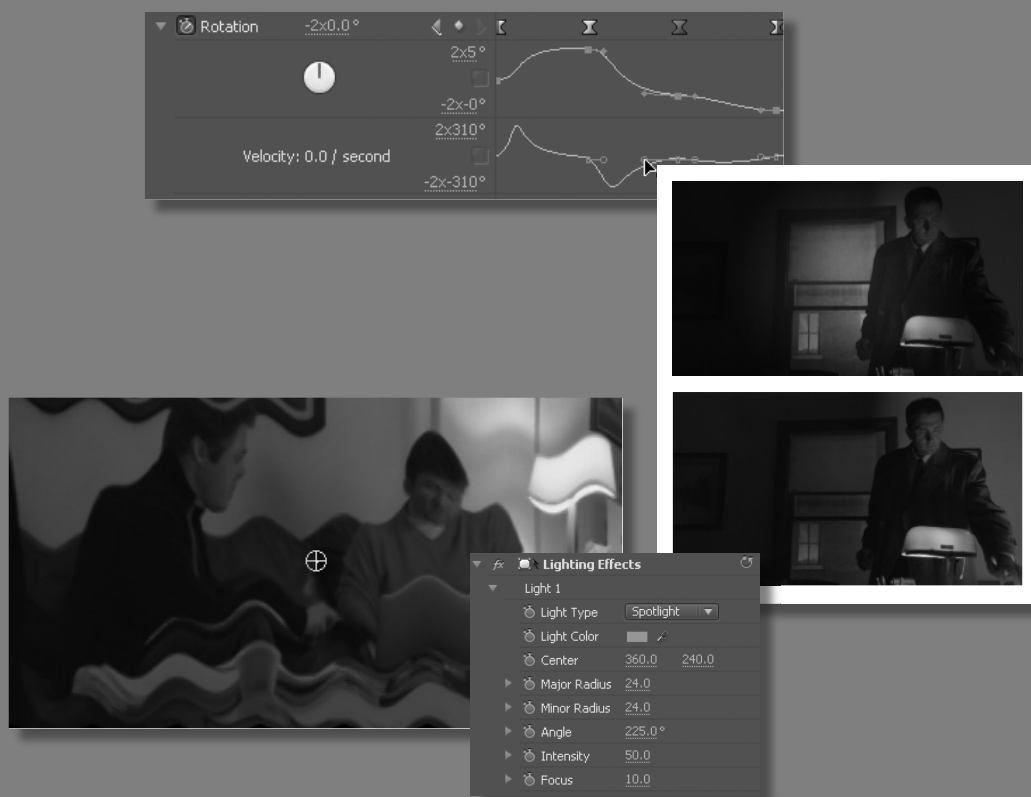 Rotation -2x0.0°
2x5°
-2x-0°
2x310°
Velocity: 0.0 / second
-2x-310°
fx Lighting Effects
Light 1
Light Type Spotlight
Light Color
Center 360.0 240.0
Major Radius 24.0
Minor Radius 24.0
Angle 225.0°
Intensity 50.0
Focus 10.0